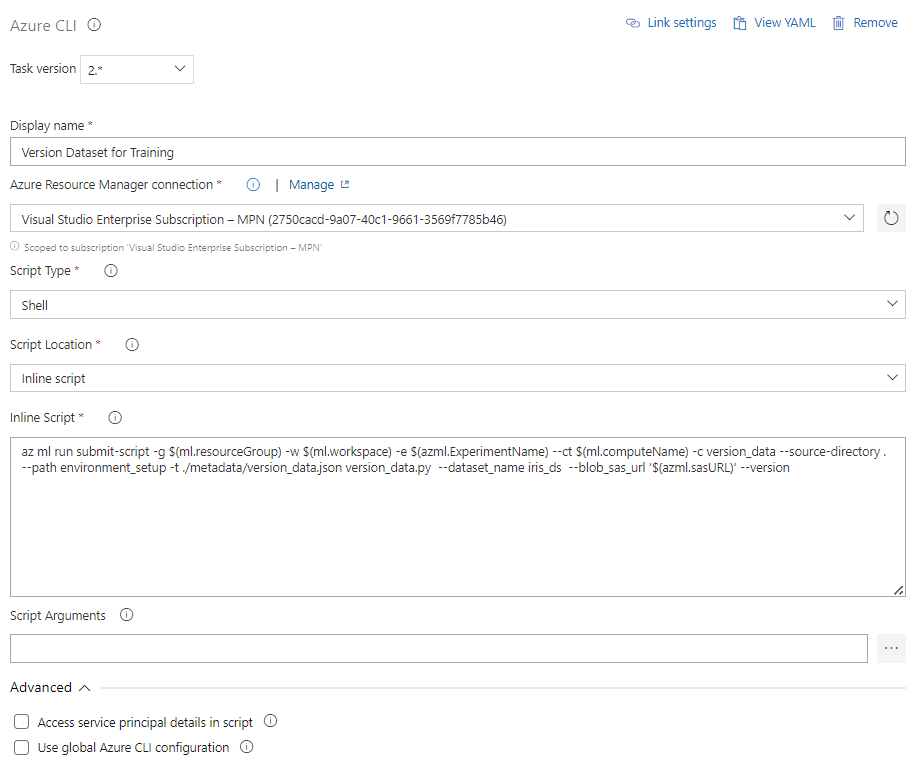 Azure CLI
Link settings View YAML Remove
Task version 2.*
Display name *
Version Dataset for Training
Azure Resource Manager connection * | Manage
Visual Studio Enterprise Subscription – MPN (2750cacd-9a07-40c1-9661-3569f7785b46)
Scoped to subscription 'Visual Studio Enterprise Subscription – MPN'
Script Type *
Shell
Script Location *
Inline script
Inline Script *
az ml run submit-script -g $(ml.resourceGroup) -w $(ml.workspace) -e $(azml.ExperimentName) --ct $(ml.computeName) -c version_data --source-directory .
--path environment_setup -t ./metadata/version_data.json version_data.py  --dataset_name iris_ds  --blob_sas_url '$(azml.sasURL)' --version
Script Arguments
...
Advanced
Access service principal details in script
Use global Azure CLI configuration